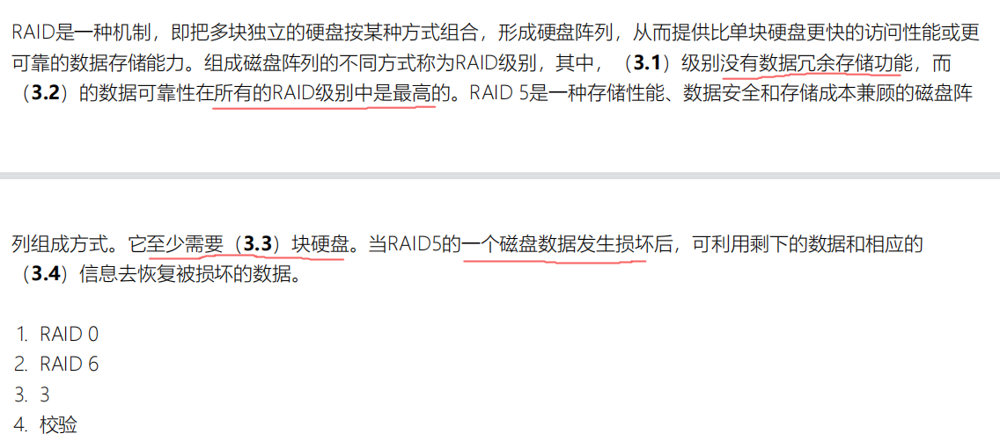 RAID是一种机制，即把多块独立的硬盘按某种方式组合，形成硬盘阵列，从而提供比单块硬盘更快的访问性能或更
可靠的数据存储能力。组成磁盘阵列的不同方式称为RAID级别，其中，（3.1）级别没有数据冗余存储功能，而
（3.2）的数据可靠性在所有的RAID级别中是最高的。RAID 5是一种存储性能、数据安全和存储成本兼顾的磁盘阵
列组成方式。它至少需要（3.3）块硬盘。当RAID5的一个磁盘数据发生损坏后，可利用剩下的数据和相应的
（3.4）信息去恢复被损坏的数据。
1. RAID 0
2. RAID 6
3. 3
4. 校验